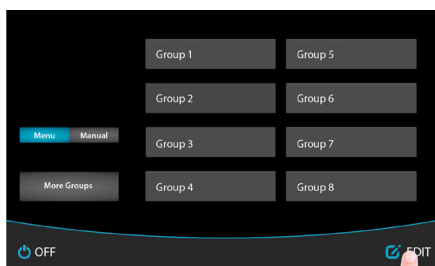 Group 1 Group 5
Group 2 Group 6
Menu Manual
Group 3 Group 7
More Groups
Group 4 Group 8
OFF
EDIT